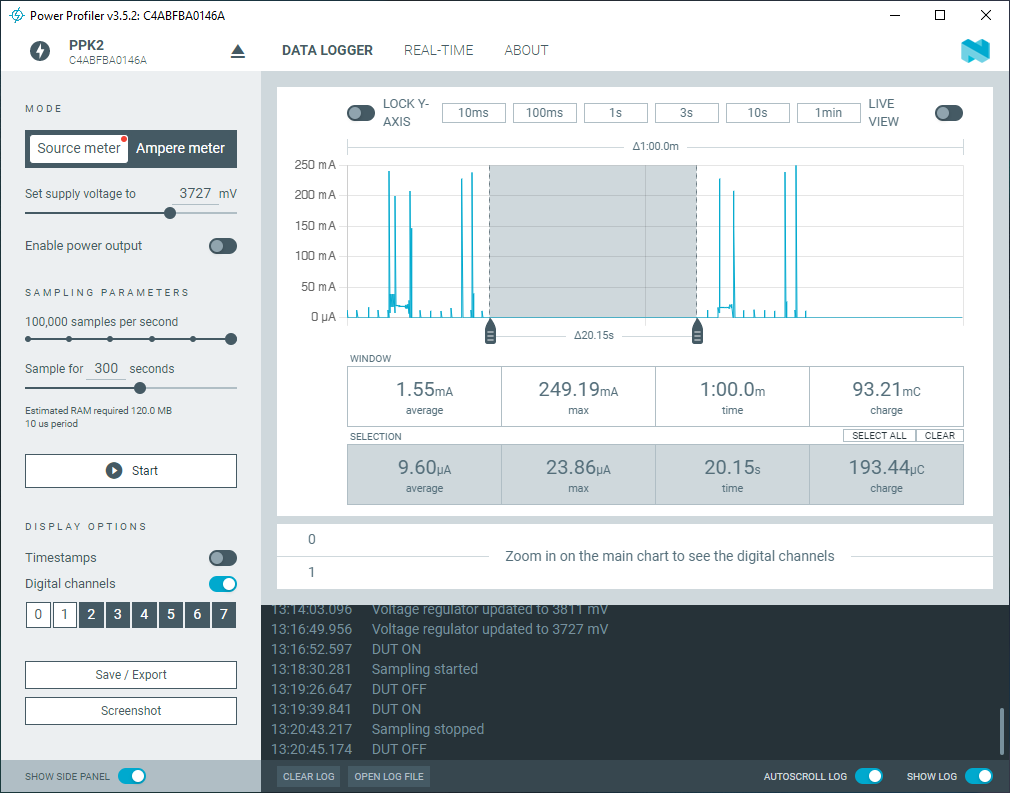 Power Profiler v3.5.2: C4ABFBA0146A
PPK2
C4ABFBA0146A
DATA LOGGER REAL-TIME ABOUT
MODE
Source meter Ampere meter
Set supply voltage to 3727 mV
Enable power output
SAMPLING PARAMETERS
100,000 samples per second
Sample for 300 seconds
Estimated RAM required 120.0 MB
10 us period
Start
DISPLAY OPTIONS
Timestamps
Digital channels
0 1 2 3 4 5 6 7
Save / Export
Screenshot
SHOW SIDE PANEL
LOCK Y-
AXIS
10ms 100ms 1s 3s 10s 1min
LIVE
VIEW
Δ1:00.0m
250 mA
200 mA
150 mA
100 mA
50 mA
0 μA
Δ20.15s
WINDOW
1.55mA 249.19mA 1:00.0m 93.21mC
average max time charge
SELECTION SELECT ALL CLEAR
9.60μA 23.86μA 20.15s 193.44μC
average max time charge
0
Zoom in on the main chart to see the digital channels
1
13:14:03.096 Voltage regulator updated to 3811 mV
13:16:49.956 Voltage regulator updated to 3727 mV
13:16:52.597 DUT ON
13:18:30.281 Sampling started
13:19:26.647 DUT OFF
13:19:39.841 DUT ON
13:20:43.217 Sampling stopped
13:20:45.174 DUT OFF
CLEAR LOG OPEN LOG FILE AUTOSCROLL LOG SHOW LOG